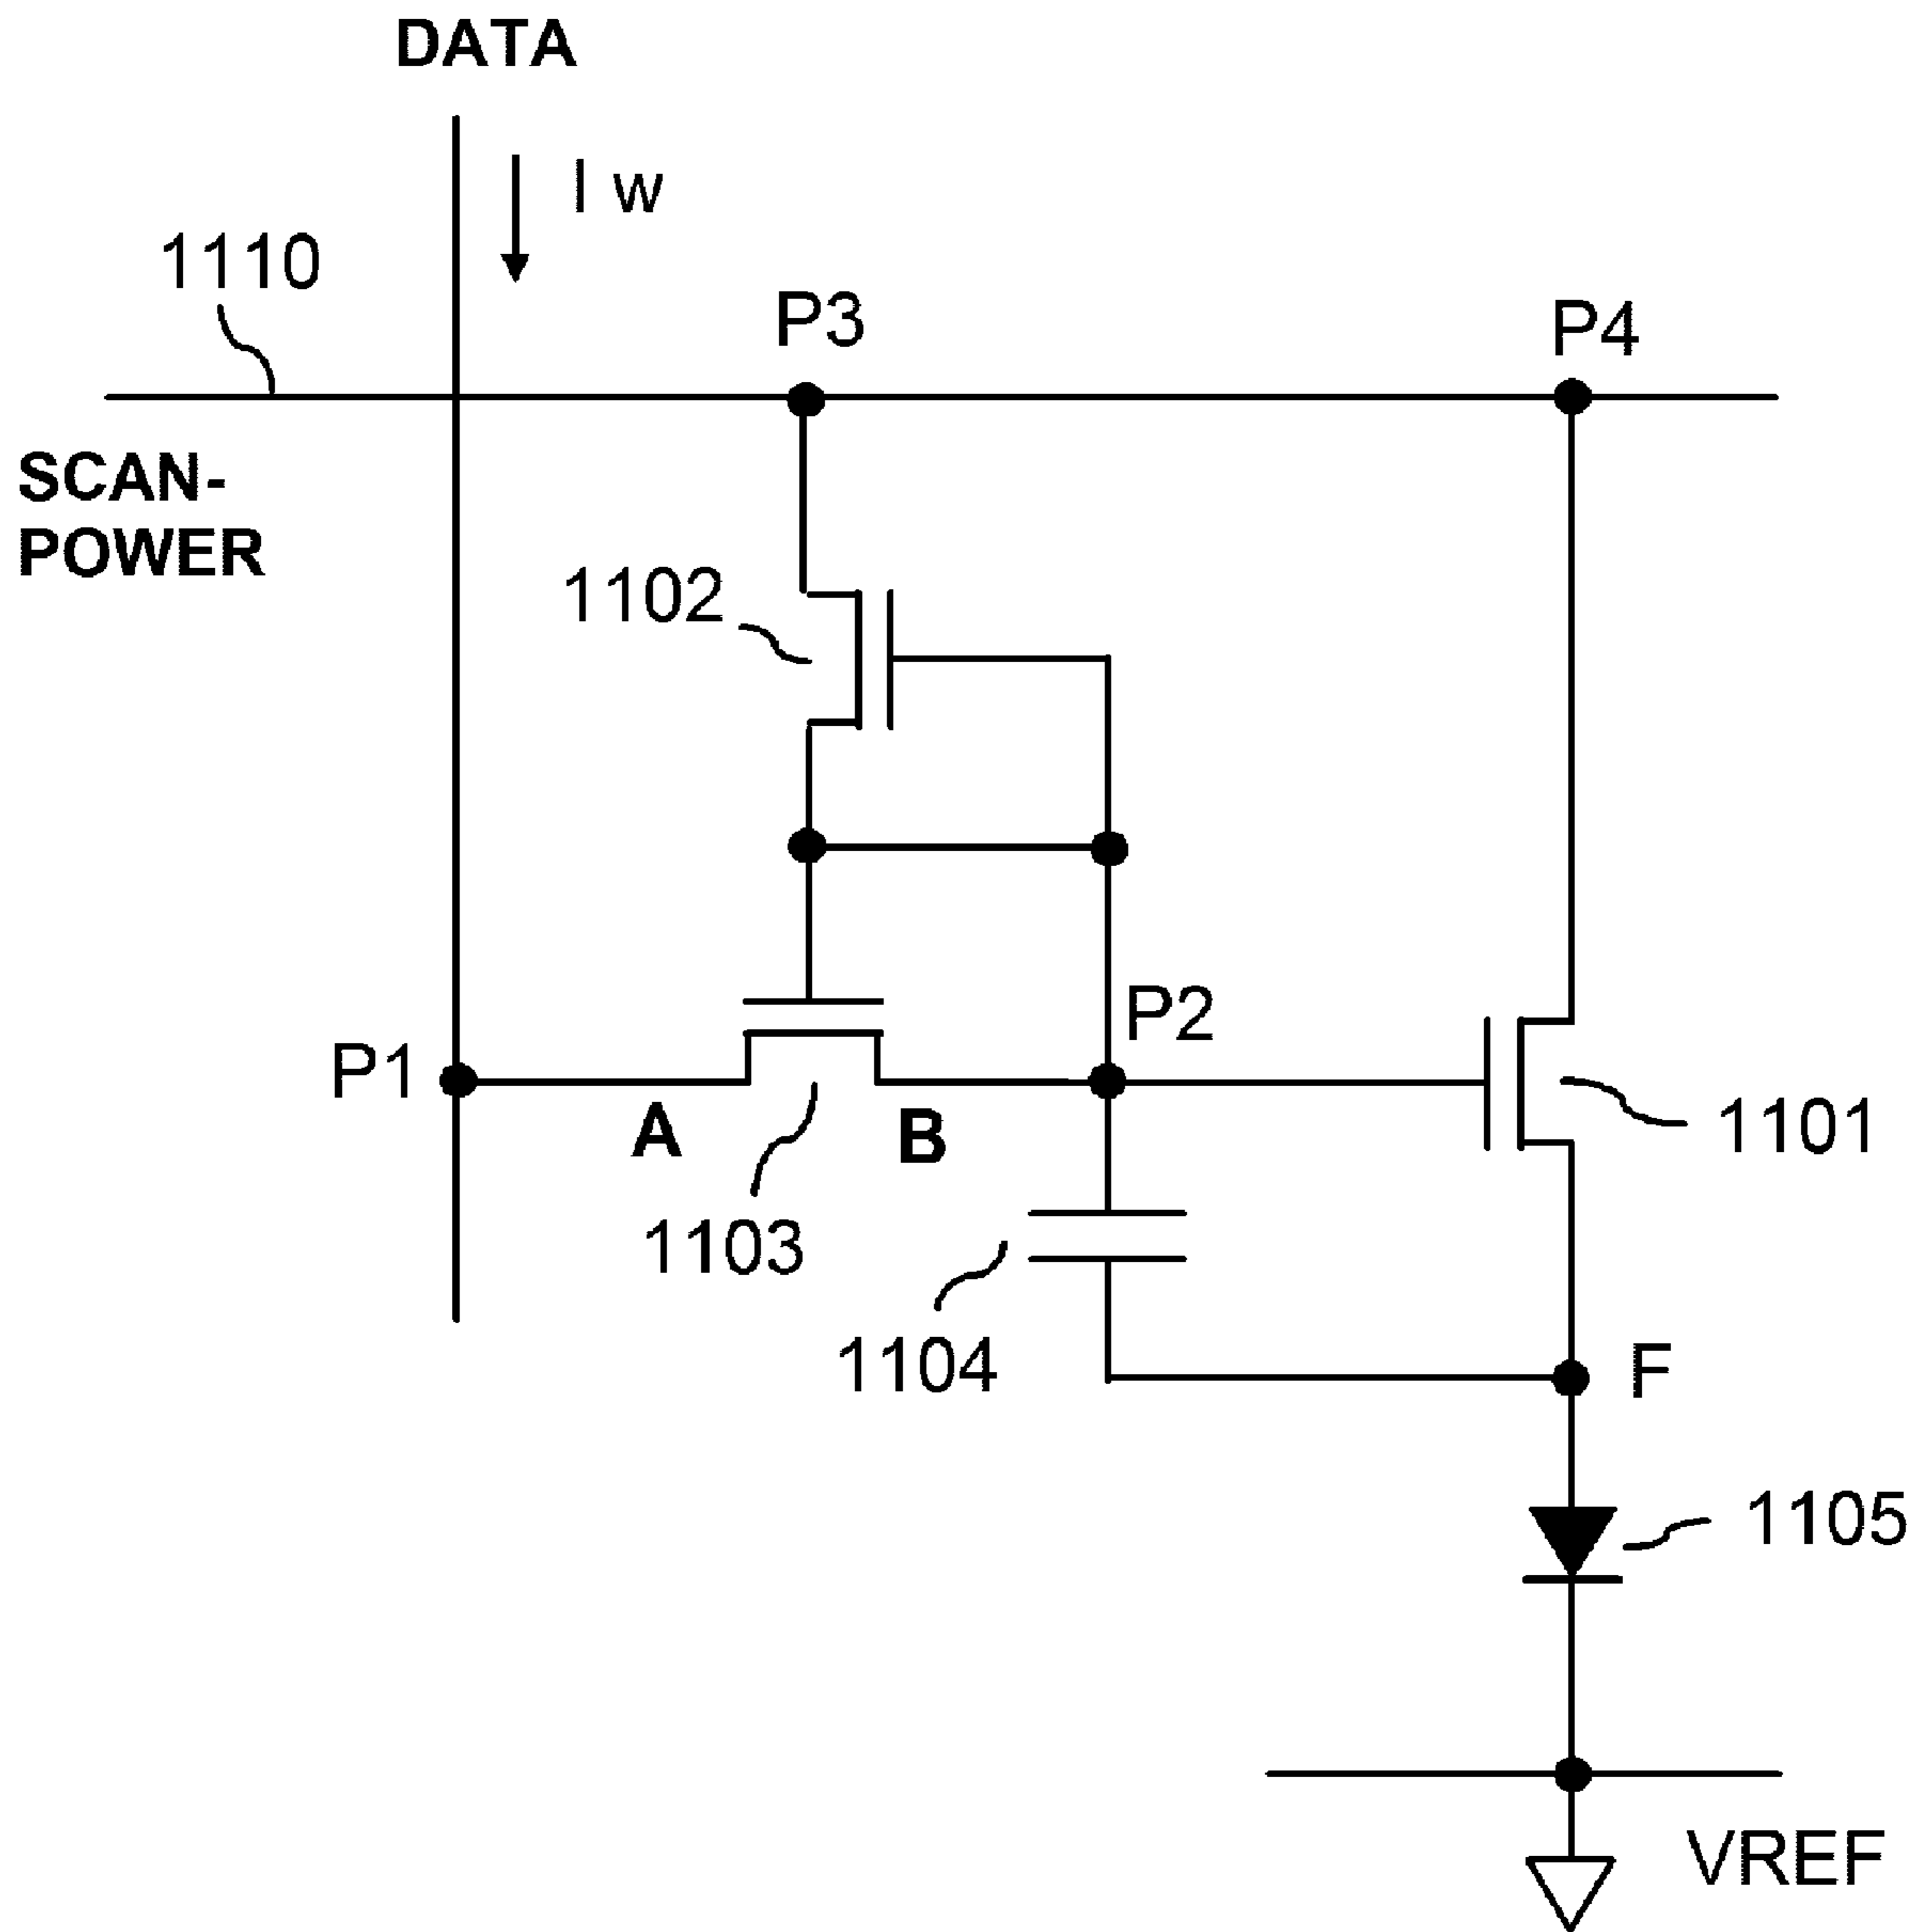 DATA
I w
1110
P3
P4
SCAN-
POWER
1102
P2
P1
A
B
1101
1103
1104
F
1105
VREF